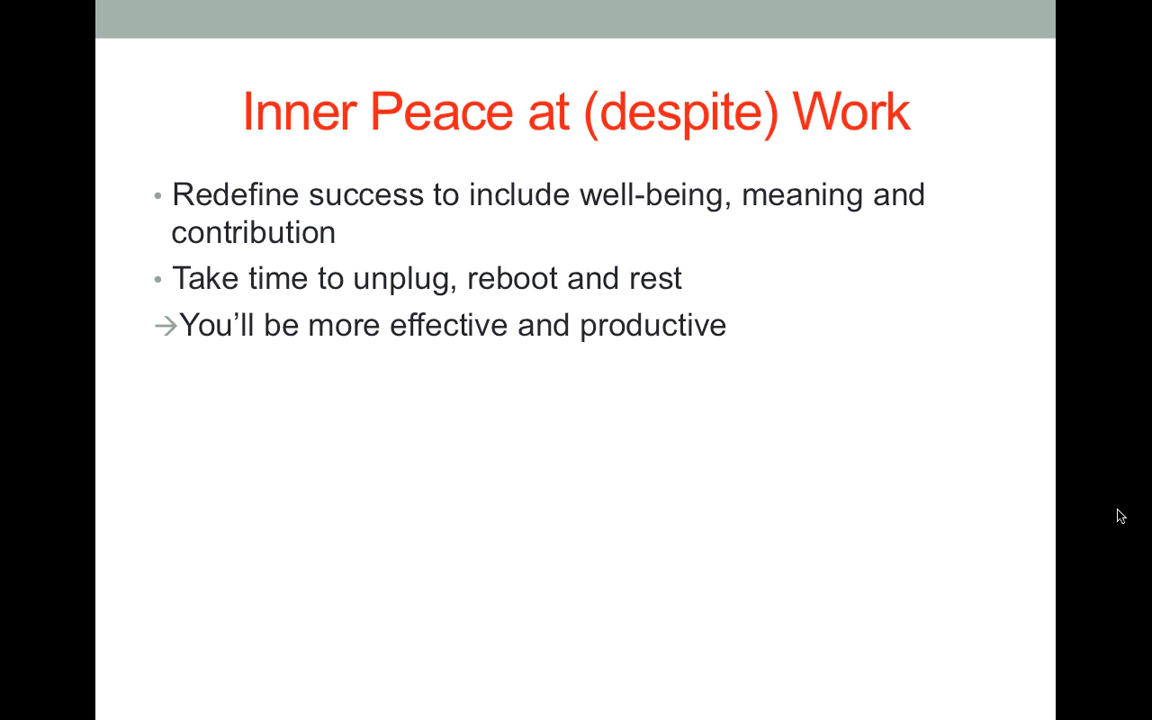 Inner Peace at (despite) Work
• Redefine success to include well-being, meaning and
contribution
• Take time to unplug, reboot and rest
→You’ll be more effective and productive